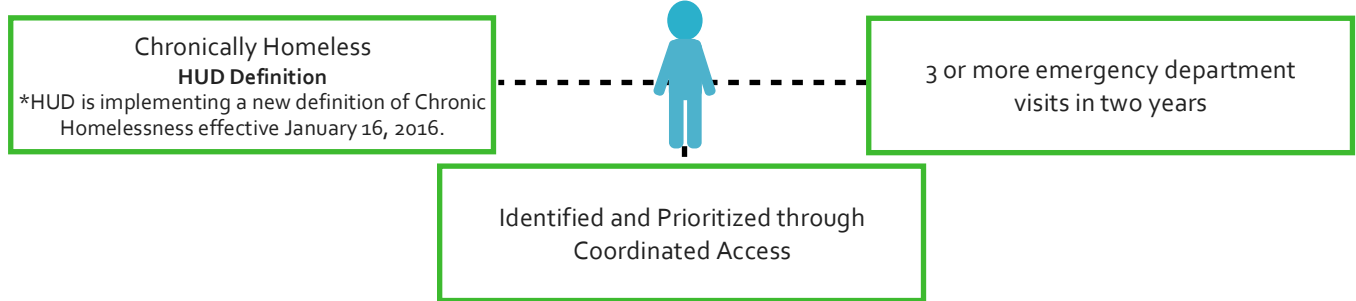 Chronically Homeless
HUD Definition
*HUD is implementing a new definition of Chronic
Homelessness effective January 16, 2016.
3 or more emergency department
visits in two years
Identified and Prioritized through
Coordinated Access